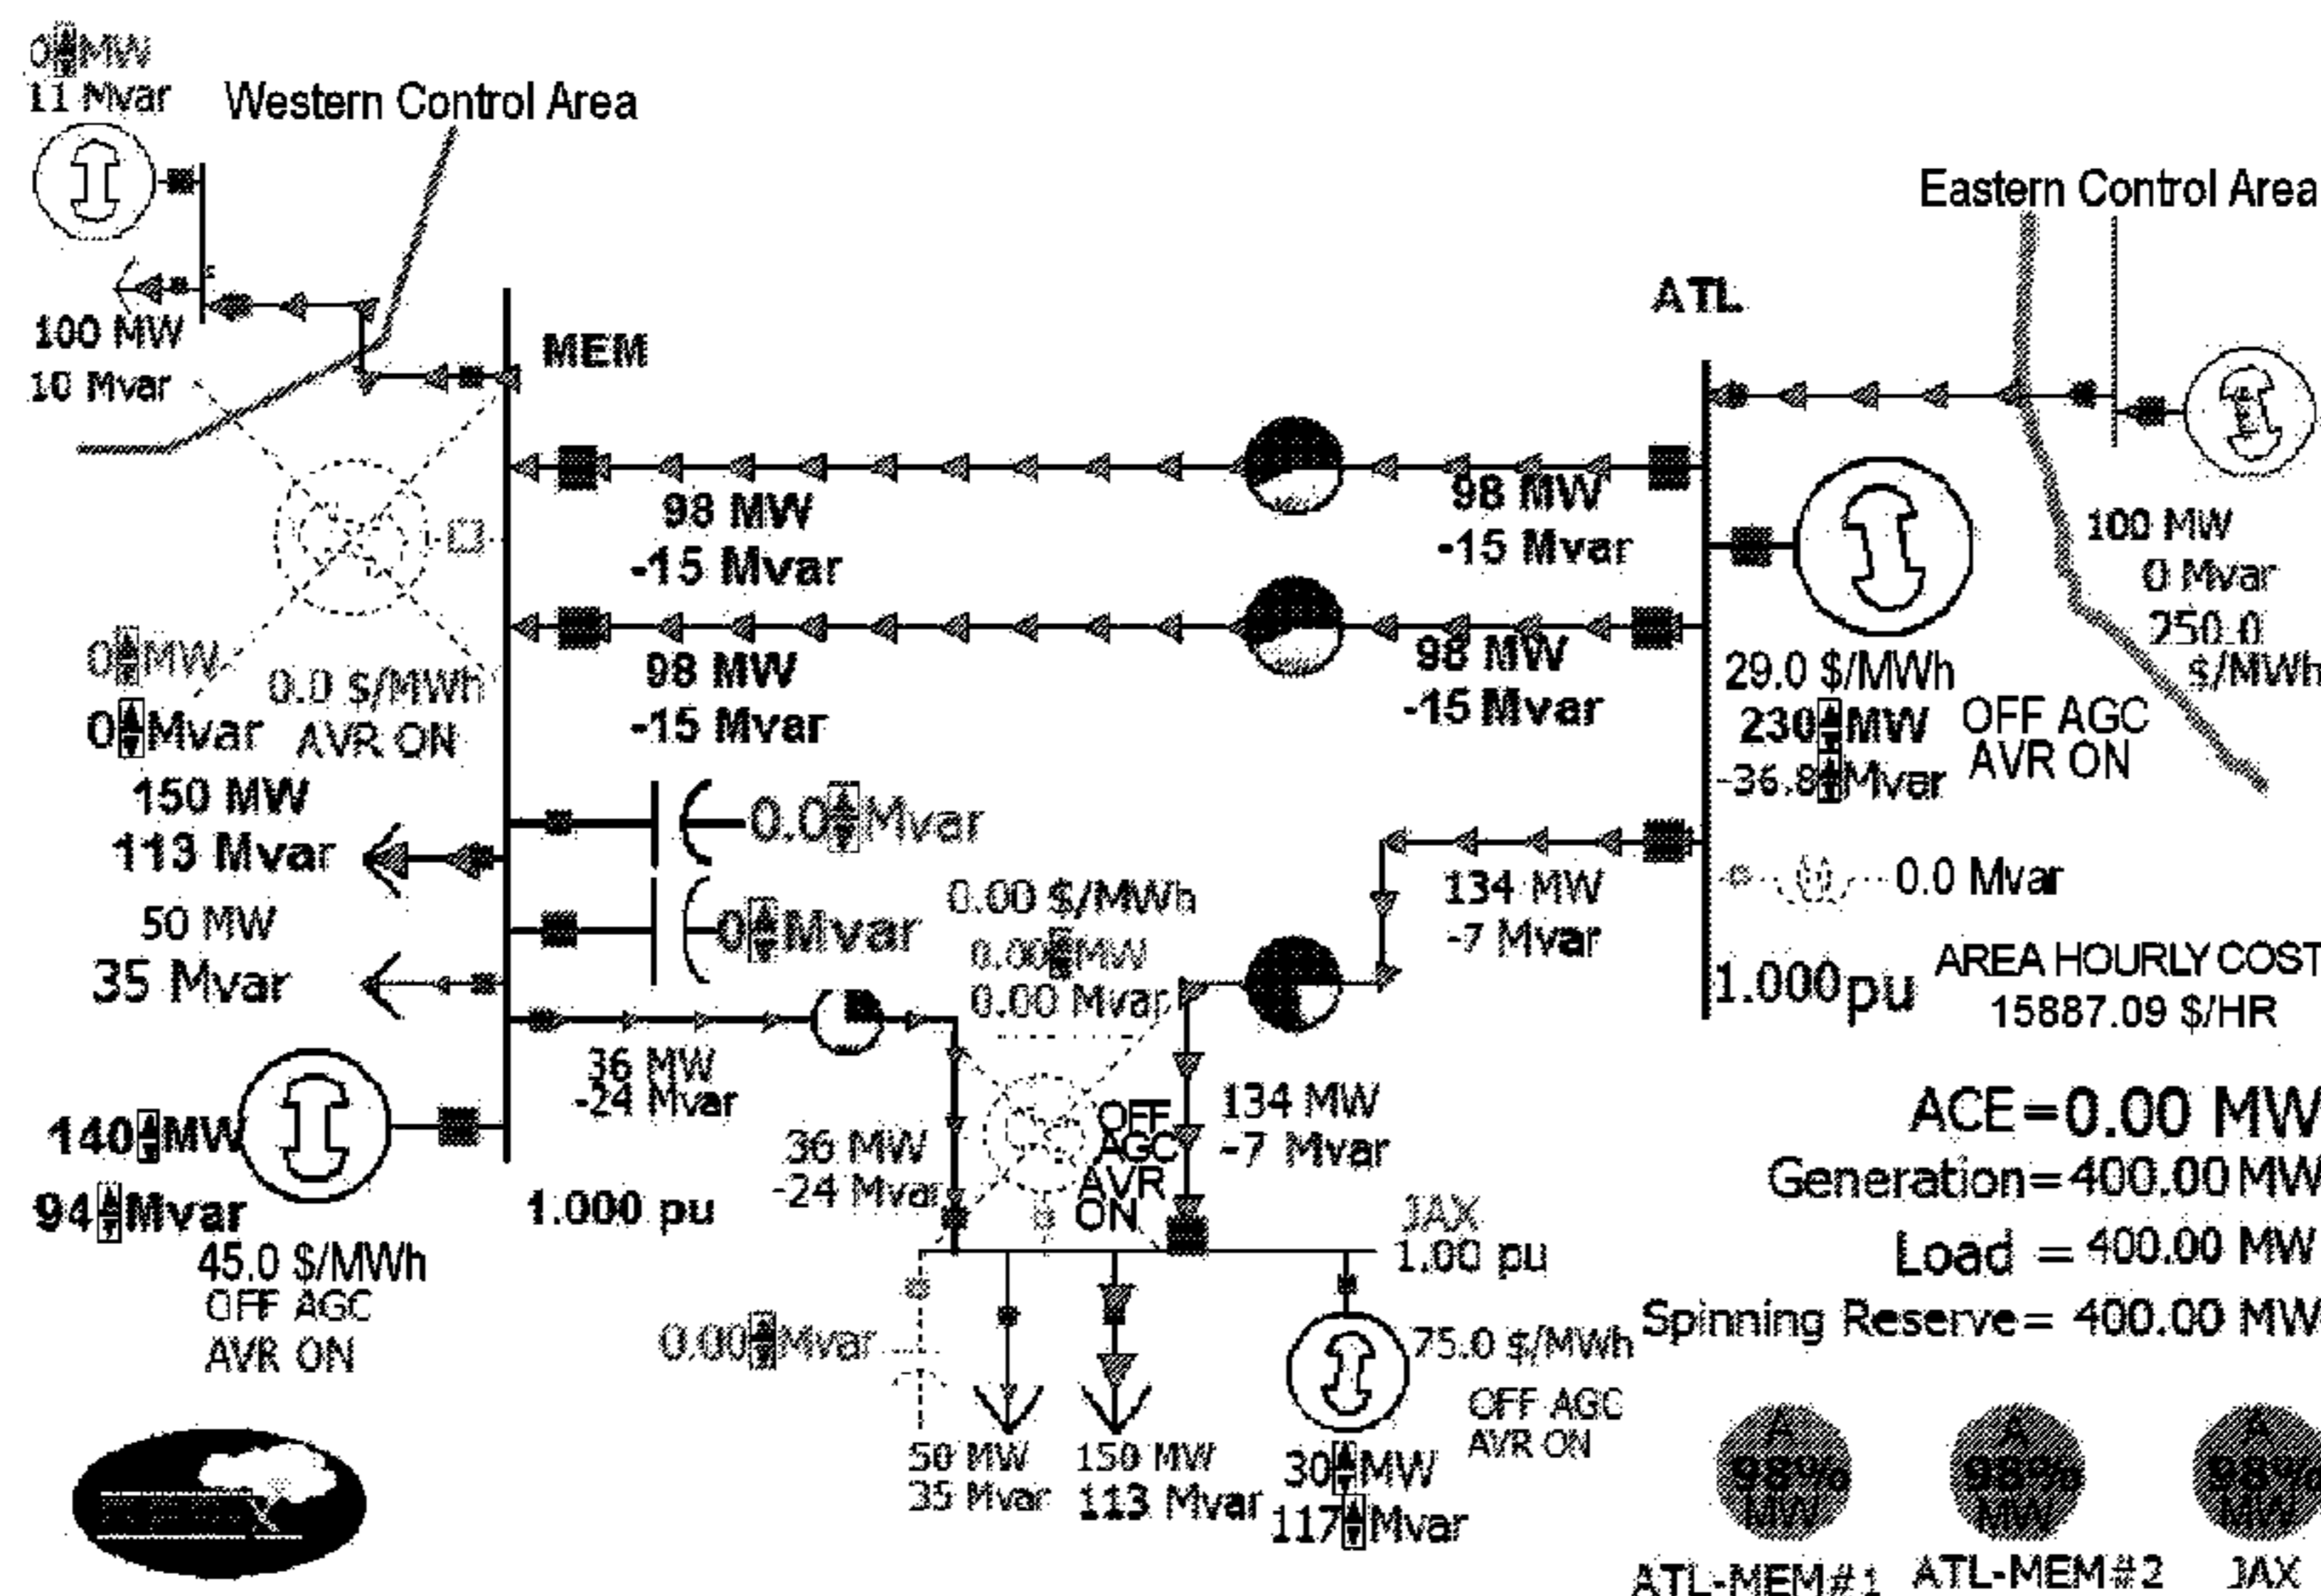 0 MW
11 Mvar
Western Control Area
Eastern Control Area
ATL
100 MW
10 Mvar
MEM
98 MW
-15 Mvar
98 MW
-15 Mvar
100 MW
0 Mvar
250.0
$/MWh
98 MW
-15 Mvar
98 MW
-15 Mvar
0 MW
0 Mvar
0.0 $/MWh
AVR ON
29.0 $/MWh
230 MW
-36.8 Mvar
OFF AGC
AVR ON
150 MW
113 Mvar
0.0 Mvar
50 MW
35 Mvar
0 Mvar
0.00 $/MWh
0.00 MW
0.00 Mvar
134 MW
-7 Mvar
0.0 Mvar
1.000 pu
AREA HOURLY COST
15887.09 $/HR
36 MW
-24 Mvar
36 MW
-24 Mvar
OFF
AGC
AVR
ON
134 MW
-7 Mvar
ACE=0.00 MW
Generation=400.00 MW
Load = 400.00 MW
Spinning Reserve= 400.00 MW
140 MW
94 Mvar
1.000 pu
45.0 $/MWh
OFF AGC
AVR ON
JAX
1.00 pu
0.00 Mvar
75.0 $/MWh
OFF AGC
AVR ON
50 MW
35 Mvar
150 MW
113 Mvar
30 MW
117 Mvar
A
98%
MW
A
98%
MW
A
98%
MW
ATL-MEM#1
ATL-MEM#2
JAX